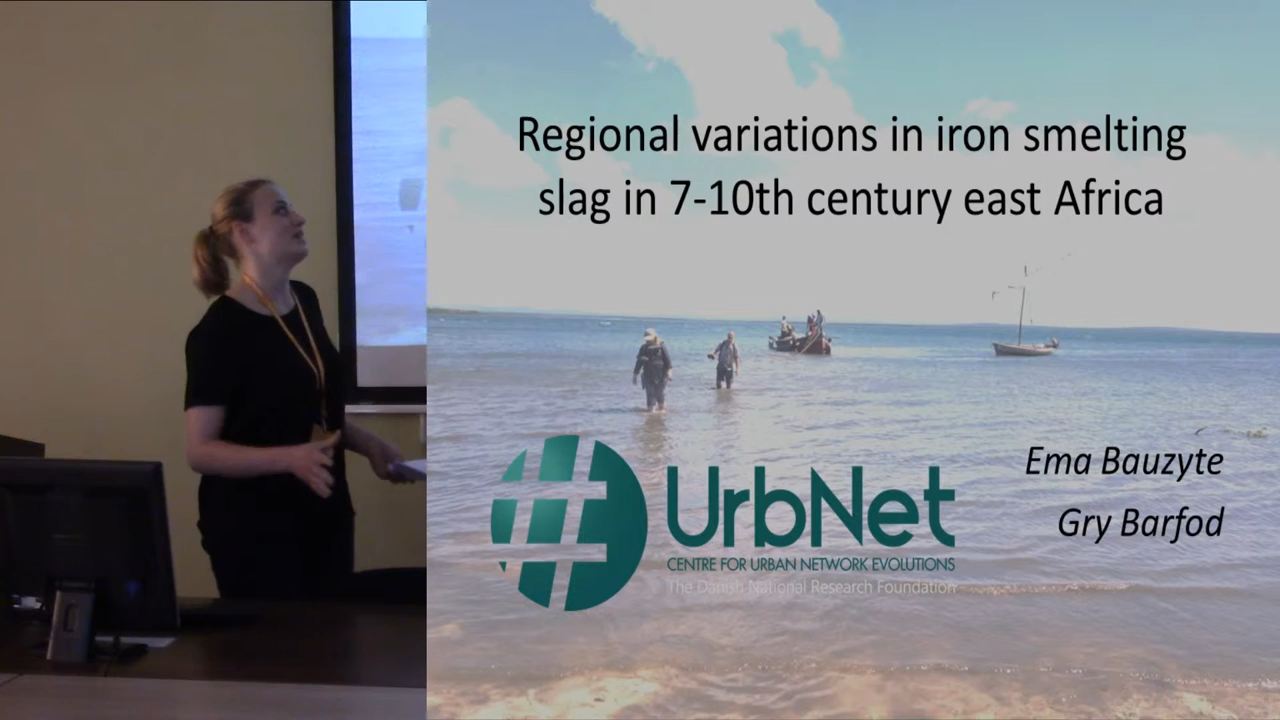 Regional variations in iron smelting
slag in 7-10th century east Africa
Ema Bauzyte
Gry Barfod
UrbNet
CENTRE FOR URBAN NETWORK EVOLUTIONS
The Danish National Research Foundation